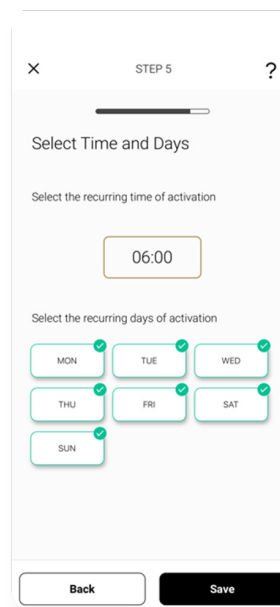 STEP 5
?
Select Time and Days
Select the recurring time of activation
06:00
Select the recurring days of activation
MON TUE WED
THU FRI SAT
SUN
Back Save